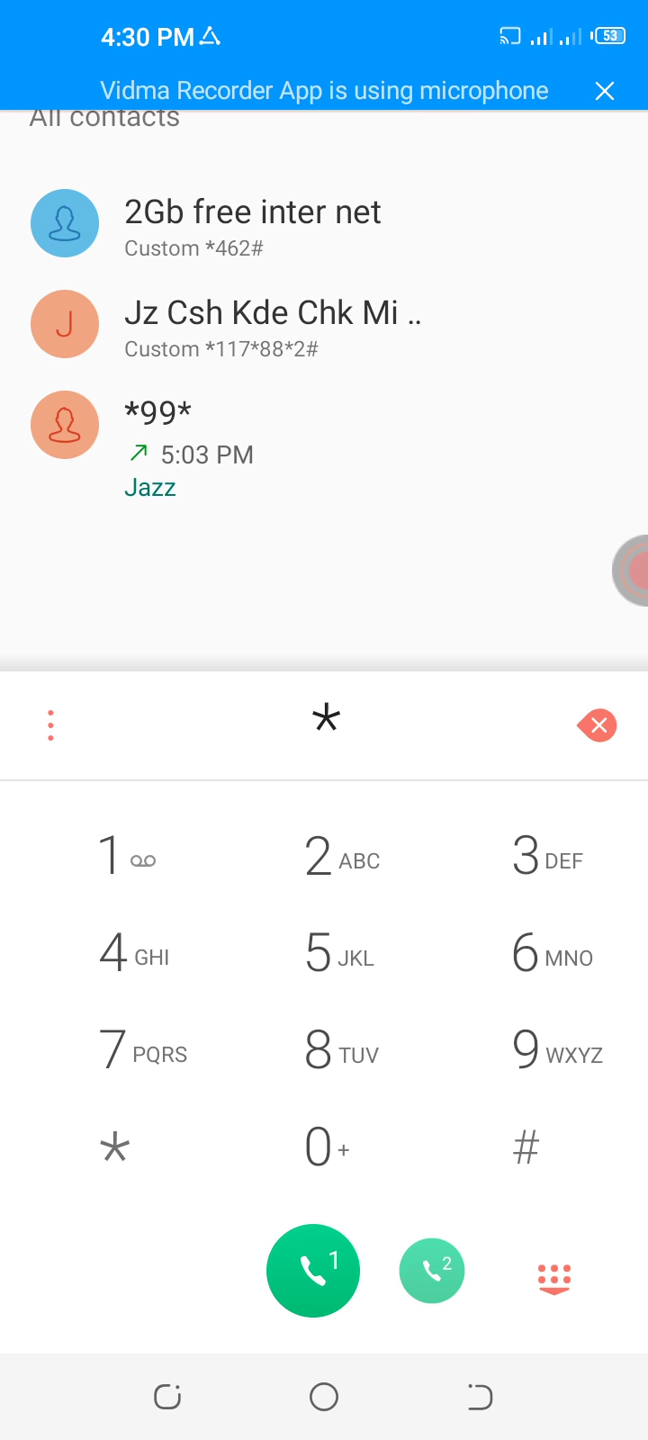 4:30 PM
53
Vidma Recorder App is using microphone
All contacts
2Gb free inter net
Custom *462#
J
Jz Csh Kde Chk Mi ..
Custom *117*88*2#
*99*
5:03 PM
Jazz
*
1
2 ABC
3 DEF
4 GHI
5 JKL
6 MNO
7 PQRS
8 TUV
9 WXYZ
*
0 +
#
1
2